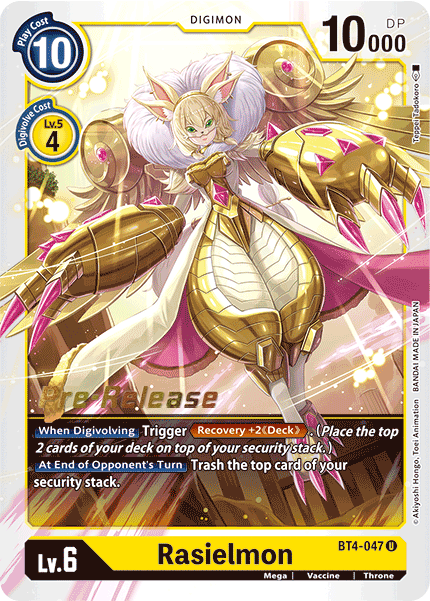 Play Cost
10
DIGIMON
10000
DP
Digivolve Cost
Lv.5
4
Teppei Tadokoro
Pre-Release
When Digivolving Trigger Recovery +2《Deck》. (Place the top
2 cards of your deck on top of your security stack.)
At End of Opponent's Turn Trash the top card of your
security stack.
©Akiyoshi Hongo, Toei Animation BANDAI MADE IN JAPAN
BT4-047 U
Lv.6
Rasielmon
Mega | Vaccine | Throne